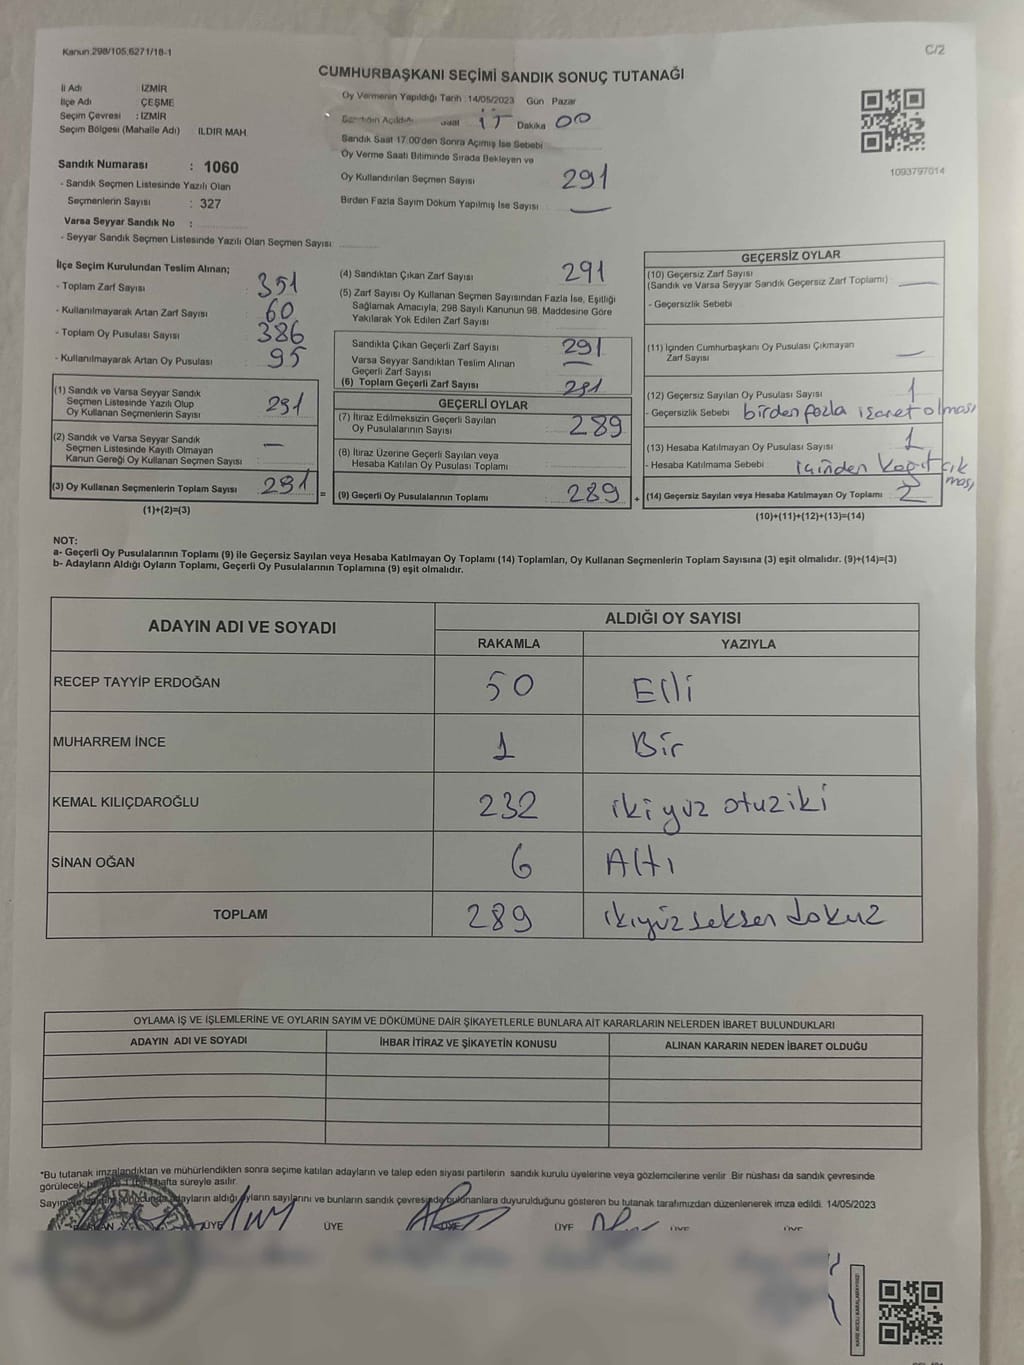 Kanun.298/105,6271/18-1
C/2
CUMHURBAŞKANI SEÇİMİ SANDIK SONUÇ TUTANAĞI
İl Adı İZMİR
İlçe Adı ÇEŞME
Seçim Çevresi : İZMİR
Seçim Bölgesi (Mahalle Adı) ILDIR MAH.
Oy Vermenin Yapıldığı Tarih :14/05/2023 Gün Pazar
Sandığın Açıldığı Saat 17 Dakika 00
Sandık Saat 17.00'den Sonra Açımış İse Sebebi
Oy Verme Saati Bitiminde Sırada Bekleyen ve
Oy Kullandırılan Seçmen Sayısı 291
Birden Fazla Sayım Döküm Yapılmış İse Sayısı —
1093797014
Sandık Numarası : 1060
- Sandık Seçmen Listesinde Yazılı Olan
Seçmenlerin Sayısı : 327
Varsa Seyyar Sandık No :
- Seyyar Sandık Seçmen Listesinde Yazılı Olan Seçmen Sayısı
İlçe Seçim Kurulundan Teslim Alınan;
- Toplam Zarf Sayısı 351
- Kullanılmayarak Artan Zarf Sayısı 60
- Toplam Oy Pusulası Sayısı 386
- Kullanılmayarak Artan Oy Pusulası 95
(1) Sandık ve Varsa Seyyar Sandık
Seçmen Listesinde Yazılı Olup
Oy Kullanan Seçmenlerin Sayısı 291
(2) Sandık ve Varsa Seyyar Sandık
Seçmen Listesinde Kayıtlı Olmayan
Kanun Gereği Oy Kullanan Seçmen Sayısı —
(3) Oy Kullanan Seçmenlerin Toplam Sayısı 291 =
(1)+(2)=(3)
(4) Sandıktan Çıkan Zarf Sayısı 291
(5) Zarf Sayısı Oy Kullanan Seçmen Sayısından Fazla İse, Eşitliği
Sağlamak Amacıyla, 298 Sayılı Kanunun 98. Maddesine Göre
Yakılarak Yok Edilen Zarf Sayısı
Sandıkla Çıkan Geçerli Zarf Sayısı 291
Varsa Seyyar Sandıktan Teslim Alınan
Geçerli Zarf Sayısı —
(6) Toplam Geçerli Zarf Sayısı 291
GEÇERLİ OYLAR
(7) İtiraz Edilmeksizin Geçerli Sayılan
Oy Pusulalarının Sayısı 289
(8) İtiraz Üzerine Geçerli Sayılan veya
Hesaba Katılan Oy Pusulası Toplamı
(9) Geçerli Oy Pusulalarının Toplamı 289 +
GEÇERSİZ OYLAR
(10) Geçersiz Zarf Sayısı
(Sandık ve Varsa Seyyar Sandık Geçersiz Zarf Toplamı) —
- Geçersizlik Sebebi
(11) İçinden Cumhurbaşkanı Oy Pusulası Çıkmayan
Zarf Sayısı —
(12) Geçersiz Sayılan Oy Pusulası Sayısı 1
- Geçersizlik Sebebi birden fazla işaret olması
(13) Hesaba Katılmayan Oy Pusulası Sayısı 1
- Hesaba Katılmama Sebebi içinden kağıt çık
ması
(14) Geçersiz Sayılan veya Hesaba Katılmayan Oy Toplamı 2
(10)+(11)+(12)+(13)=(14)
NOT:
a- Geçerli Oy Pusulalarının Toplamı (9) ile Geçersiz Sayılan veya Hesaba Katılmayan Oy Toplamı (14) Toplamları, Oy Kullanan Seçmenlerin Toplam Sayısına (3) eşit olmalıdır. (9)+(14)=(3)
b- Adayların Aldığı Oyların Toplamı, Geçerli Oy Pusulalarının Toplamına (9) eşit olmalıdır.
ADAYIN ADI VE SOYADI ALDIĞI OY SAYISI
RAKAMLA YAZIYLA
RECEP TAYYİP ERDOĞAN 50 Elli
MUHARREM İNCE 1 Bir
KEMAL KILIÇDAROĞLU 232 ikiyüz otuziki
SİNAN OĞAN 6 Altı
TOPLAM 289 ikiyüzseksendokuz
OYLAMA İŞ VE İŞLEMLERİNE VE OYLARIN SAYIM VE DÖKÜMÜNE DAİR ŞİKAYETLERLE BUNLARA AİT KARARLARIN NELERDEN İBARET BULUNDUKLARI
ADAYIN ADI VE SOYADI İHBAR İTİRAZ VE ŞİKAYETİN KONUSU ALINAN KARARIN NEDEN İBARET OLDUĞU
*Bu tutanak imzalandıktan ve mühürlendikten sonra seçime katılan adayların ve talep eden siyasi partilerin sandık kurulu üyelerine veya gözlemcilerine verilir. Bir nüshası da sandık çevresinde
görülecek hafta süreyle asılır.
adayların aldığı oyların sayılarını ve bunların sandık çevresinde bulunanlara duyurulduğunu gösteren bu tutanak tarafımızdan düzenlenerek imza edildi. 14/05/2023
ÜYE ÜYE ÜYE ÜYE ÜYE ÜYE